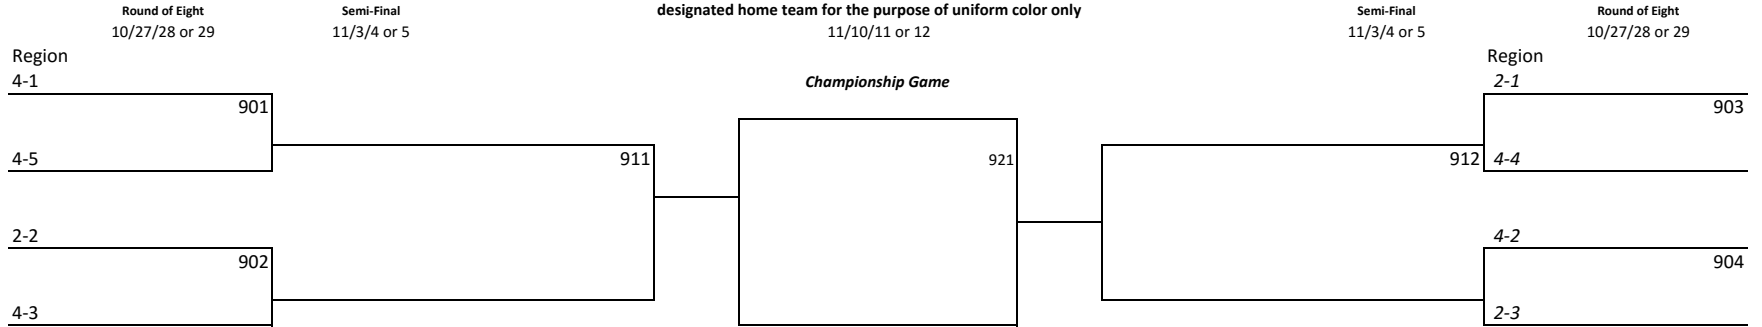 Round of Eight Semi-Final designated home team for the purpose of uniform color only Semi-Final Round of Eight
10/27/28 or 29 11/3/4 or 5 11/10/11 or 12 11/3/4 or 5 10/27/28 or 29
Region Region
4-1 Championship Game 2-1
901 903
4-5 911 921 912 4-4
2-2 4-2
902 904
4-3 2-3